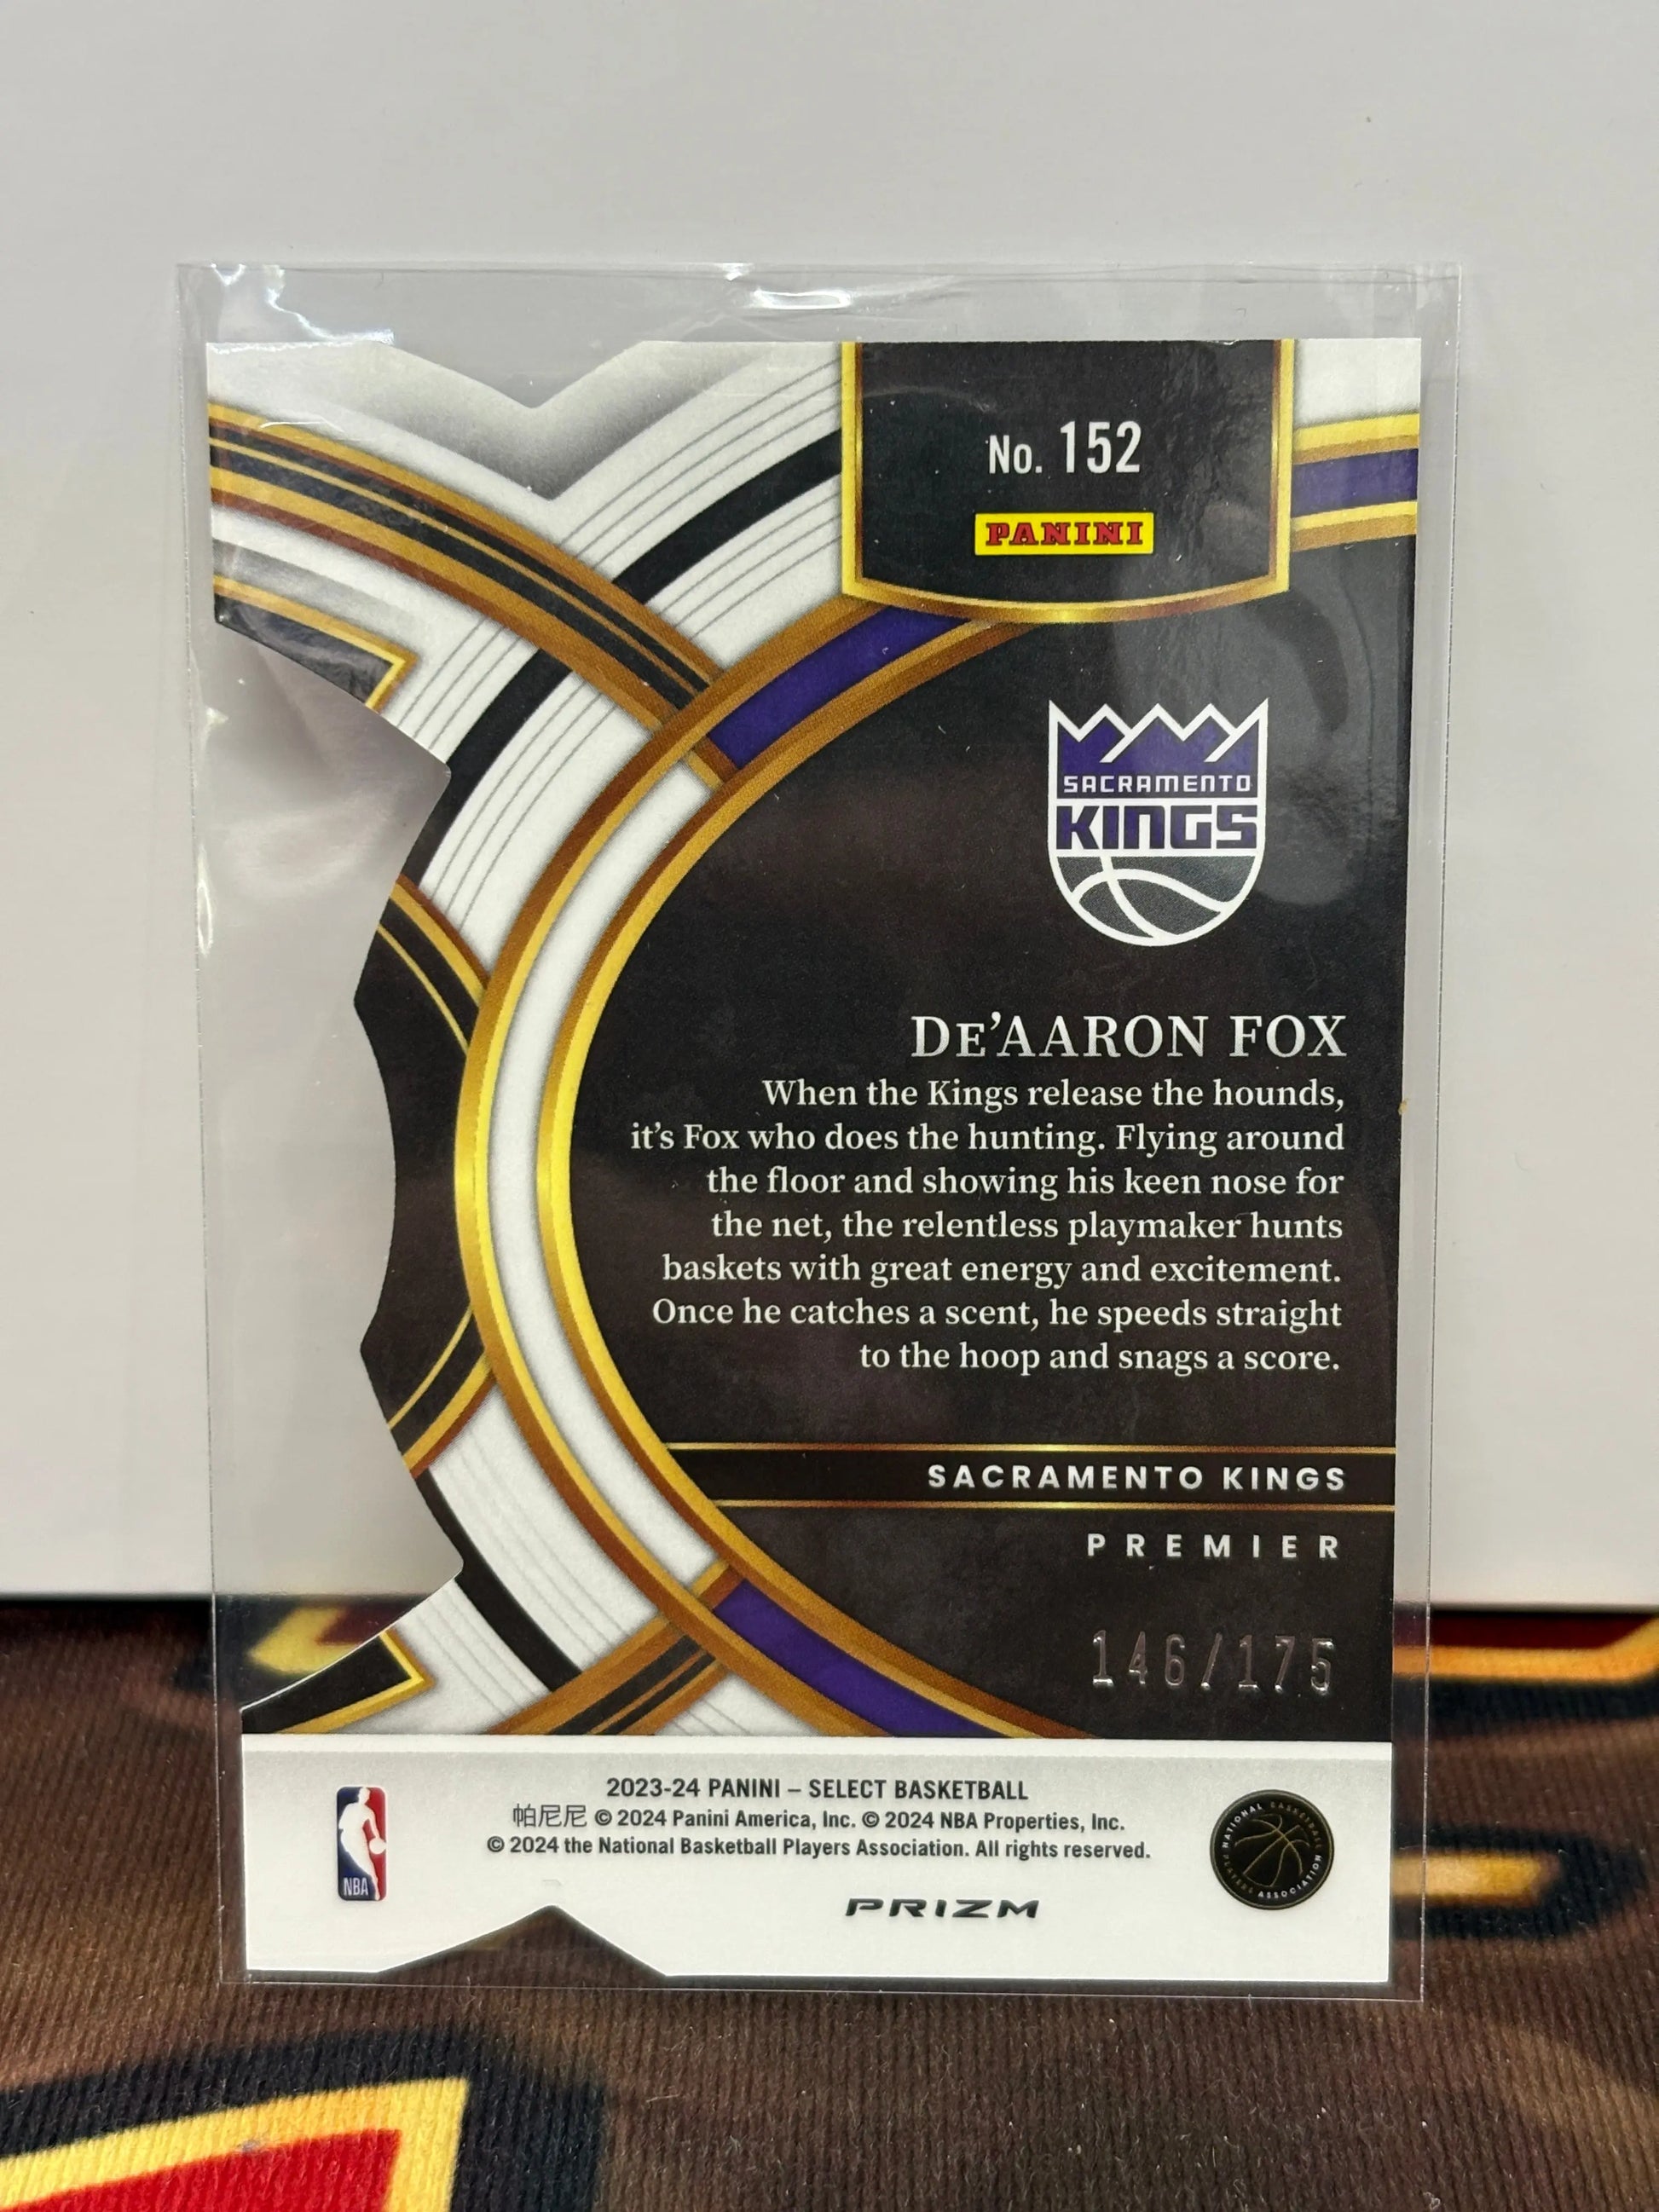 No. 152
PANINI
SACRAMENTO
KINGS
DE'AARON FOX
When the Kings release the hounds,
it's Fox who does the hunting. Flying around
the floor and showing his keen nose for
the net, the relentless playmaker hunts
baskets with great energy and excitement.
Once he catches a scent, he speeds straight
to the hoop and snags a score.
SACRAMENTO KINGS
PREMIER
146/175
2023-24 PANINI – SELECT BASKETBALL
帕尼尼 © 2024 Panini America, Inc. © 2024 NBA Properties, Inc.
© 2024 the National Basketball Players Association. All rights reserved.
NBA
PRIZM
NATIONAL BASKETBALL PLAYERS ASSOCIATION